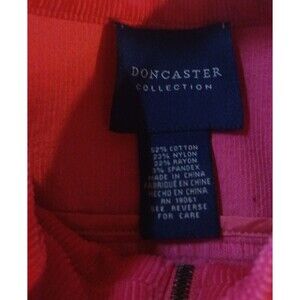 DONCASTER
COLLECTION
52% COTTON
23% NYLON
22% RAYON
3% SPANDEX
MADE IN CHINA
FABRIQUÉ EN CHINE
HECHO EN CHINA
RN 19061
SEE REVERSE
FOR CARE